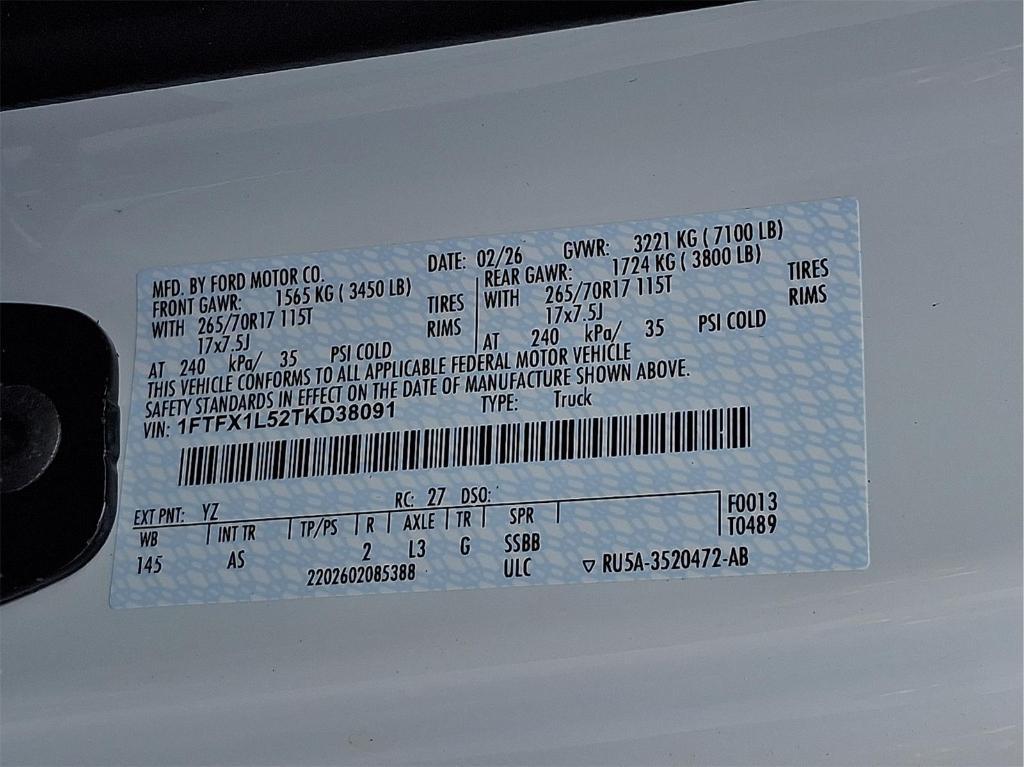 MFD. BY FORD MOTOR CO. DATE: 02/26 GVWR: 3221 KG ( 7100 LB)
FRONT GAWR: 1565 KG ( 3450 LB) REAR GAWR: 1724 KG ( 3800 LB)
WITH 265/70R17 115T TIRES WITH 265/70R17 115T TIRES
17x7.5J RIMS 17x7.5J RIMS
AT 240 kPa/ 35 PSI COLD AT 240 kPa/ 35 PSI COLD
THIS VEHICLE CONFORMS TO ALL APPLICABLE FEDERAL MOTOR VEHICLE
SAFETY STANDARDS IN EFFECT ON THE DATE OF MANUFACTURE SHOWN ABOVE.
VIN: 1FTFX1L52TKD38091 TYPE: Truck
EXT PNT: YZ RC: 27 DSO: F0013
WB INT TR TP/PS R AXLE TR SPR T0489
145 AS 2 L3 G SSBB
2202602085388 ULC ▽ RU5A-3520472-AB